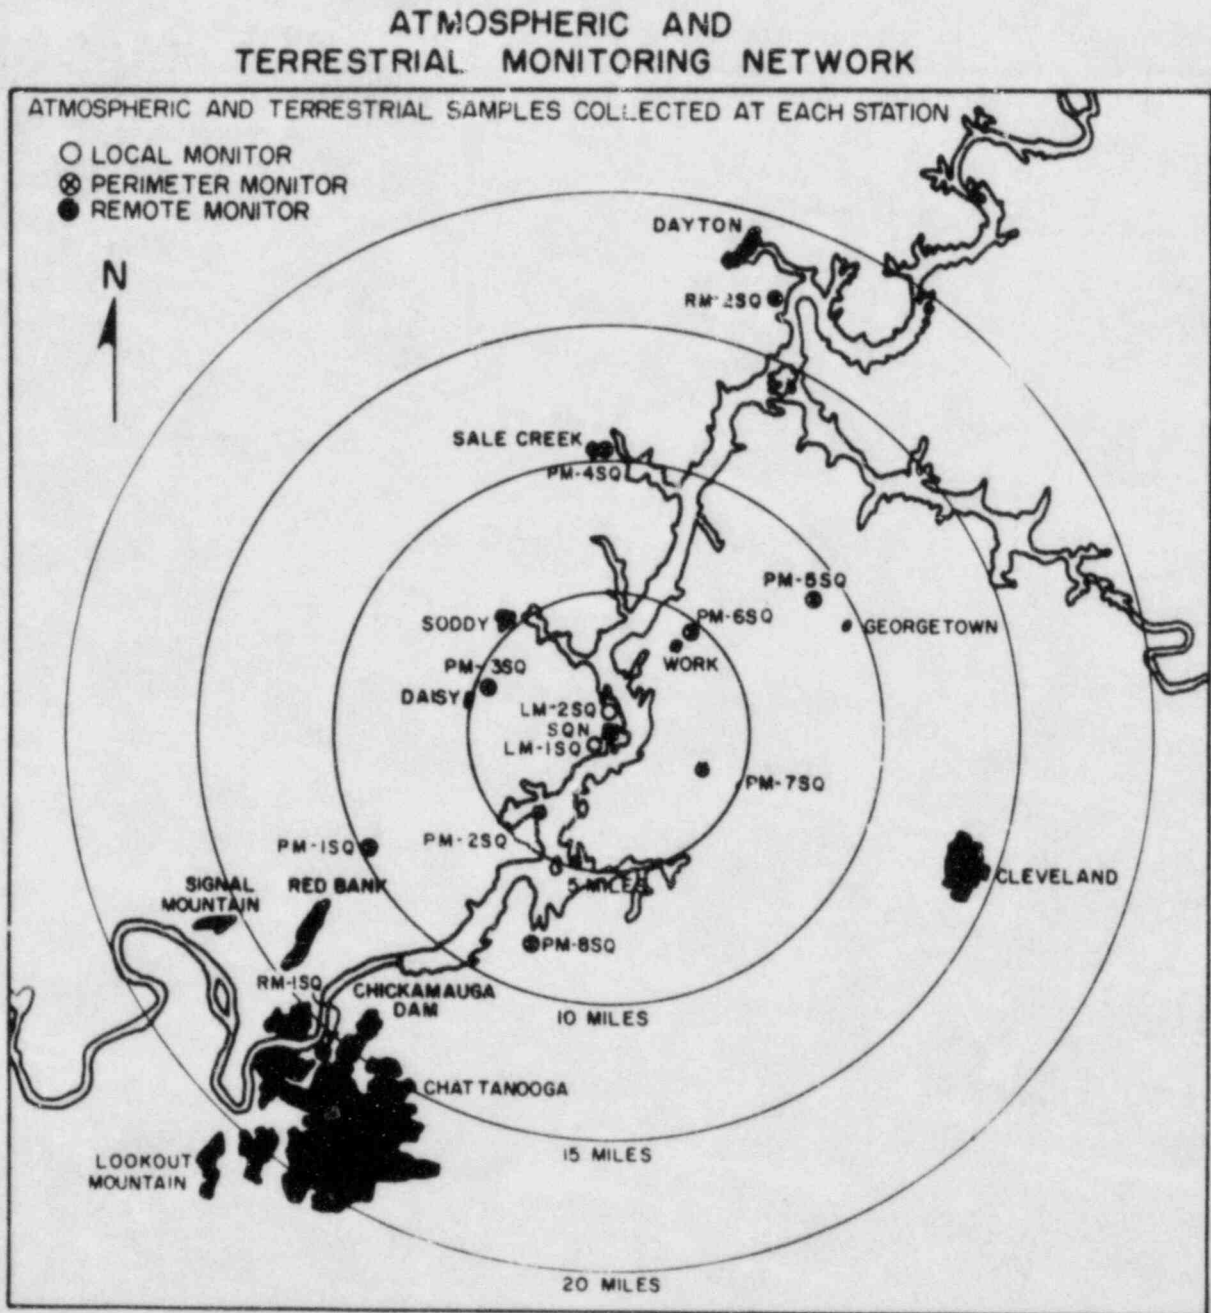 ATMOSPHERIC AND
TERRESTRIAL MONITORING NETWORK
ATMOSPHERIC AND TERRESTRIAL SAMPLES COLLECTED AT EACH STATION
LOCAL MONITOR
PERIMETER MONITOR
REMOTE MONITOR
N
DAYTON
RM-2SQ
SALE CREEK
PM-4SQ
PM-5SQ
GEORGETOWN
PM-6SQ
WORK
SODDY
PM-3SQ
DAISY
LM-2SQ
SQN
LM-1SQ
PM-7SQ
PM-2SQ
PM-1SQ
5 MILES
CLEVELAND
SIGNAL
MOUNTAIN
RED BANK
PM-8SQ
RM-1SQ
CHICKAMAUGA
DAM
10 MILES
CHATTANOOGA
15 MILES
LOOKOUT
MOUNTAIN
20 MILES